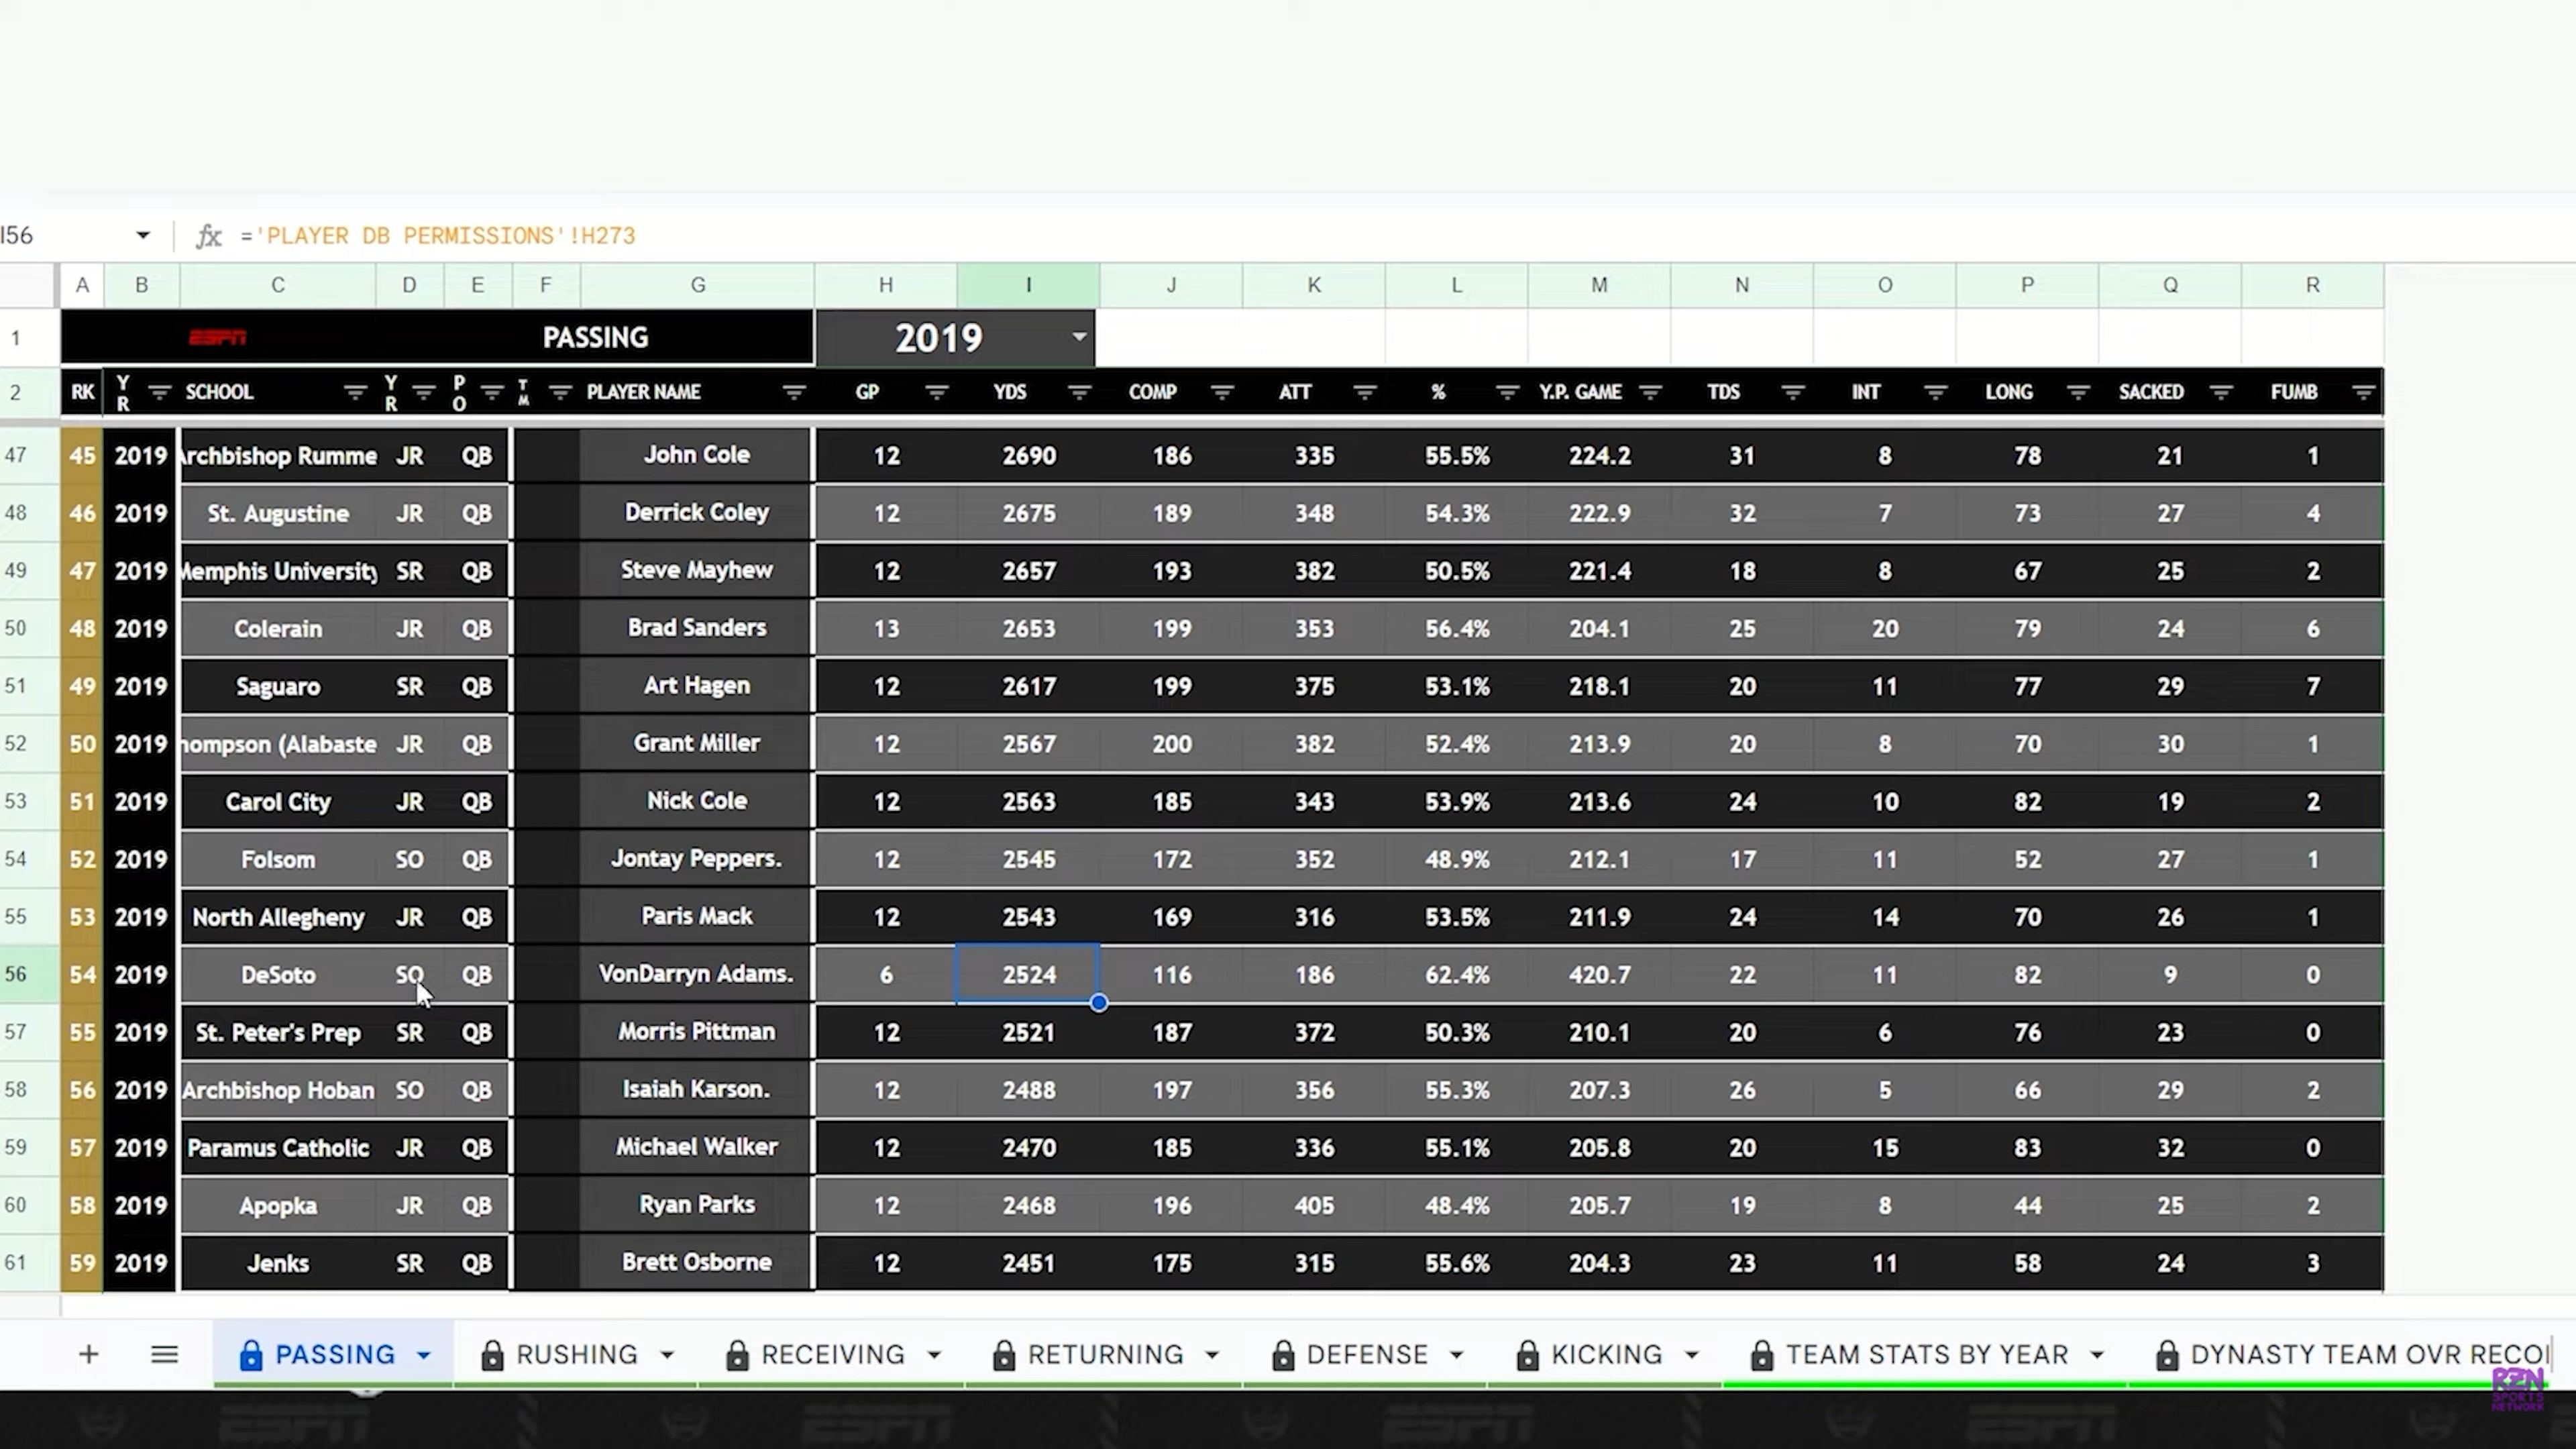 I56 fx ='PLAYER DB PERMISSIONS'!H273
A B C D E F G H I J K L M N O P Q R
1 ESPN PASSING 2019
2 RK YR SCHOOL YR PO TM PLAYER NAME GP YDS COMP ATT % Y.P. GAME TDS INT LONG SACKED FUMB
47 45 2019 Archbishop Rumme JR QB John Cole 12 2690 186 335 55.5% 224.2 31 8 78 21 1
48 46 2019 St. Augustine JR QB Derrick Coley 12 2675 189 348 54.3% 222.9 32 7 73 27 4
49 47 2019 Memphis University SR QB Steve Mayhew 12 2657 193 382 50.5% 221.4 18 8 67 25 2
50 48 2019 Colerain JR QB Brad Sanders 13 2653 199 353 56.4% 204.1 25 20 79 24 6
51 49 2019 Saguaro SR QB Art Hagen 12 2617 199 375 53.1% 218.1 20 11 77 29 7
52 50 2019 hompson (Alabaste JR QB Grant Miller 12 2567 200 382 52.4% 213.9 20 8 70 30 1
53 51 2019 Carol City JR QB Nick Cole 12 2563 185 343 53.9% 213.6 24 10 82 19 2
54 52 2019 Folsom SO QB Jontay Peppers. 12 2545 172 352 48.9% 212.1 17 11 52 27 1
55 53 2019 North Allegheny JR QB Paris Mack 12 2543 169 316 53.5% 211.9 24 14 70 26 1
56 54 2019 DeSoto SO QB VonDarryn Adams. 6 2524 116 186 62.4% 420.7 22 11 82 9 0
57 55 2019 St. Peter's Prep SR QB Morris Pittman 12 2521 187 372 50.3% 210.1 20 6 76 23 0
58 56 2019 Archbishop Hoban SO QB Isaiah Karson. 12 2488 197 356 55.3% 207.3 26 5 66 29 2
59 57 2019 Paramus Catholic JR QB Michael Walker 12 2470 185 336 55.1% 205.8 20 15 83 32 0
60 58 2019 Apopka JR QB Ryan Parks 12 2468 196 405 48.4% 205.7 19 8 44 25 2
61 59 2019 Jenks SR QB Brett Osborne 12 2451 175 315 55.6% 204.3 23 11 58 24 3
+ PASSING RUSHING RECEIVING RETURNING DEFENSE KICKING TEAM STATS BY YEAR DYNASTY TEAM OVR RECOI
RZN SPORTS NETWORK
ESPN ESPN ESPN ESPN